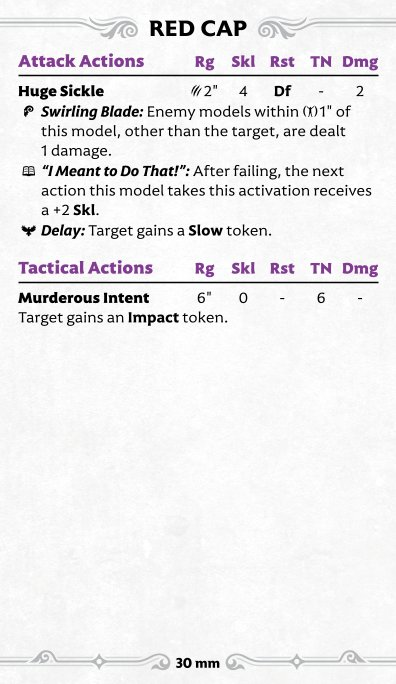 RED CAP
Attack Actions Rg Skl Rst TN Dmg
Huge Sickle 2" 4 Df - 2
Swirling Blade: Enemy models within 1" of
this model, other than the target, are dealt
1 damage.
“I Meant to Do That!”: After failing, the next
action this model takes this activation receives
a +2 Skl.
Delay: Target gains a Slow token.
Tactical Actions Rg Skl Rst TN Dmg
Murderous Intent 6" 0 - 6 -
Target gains an Impact token.
30 mm